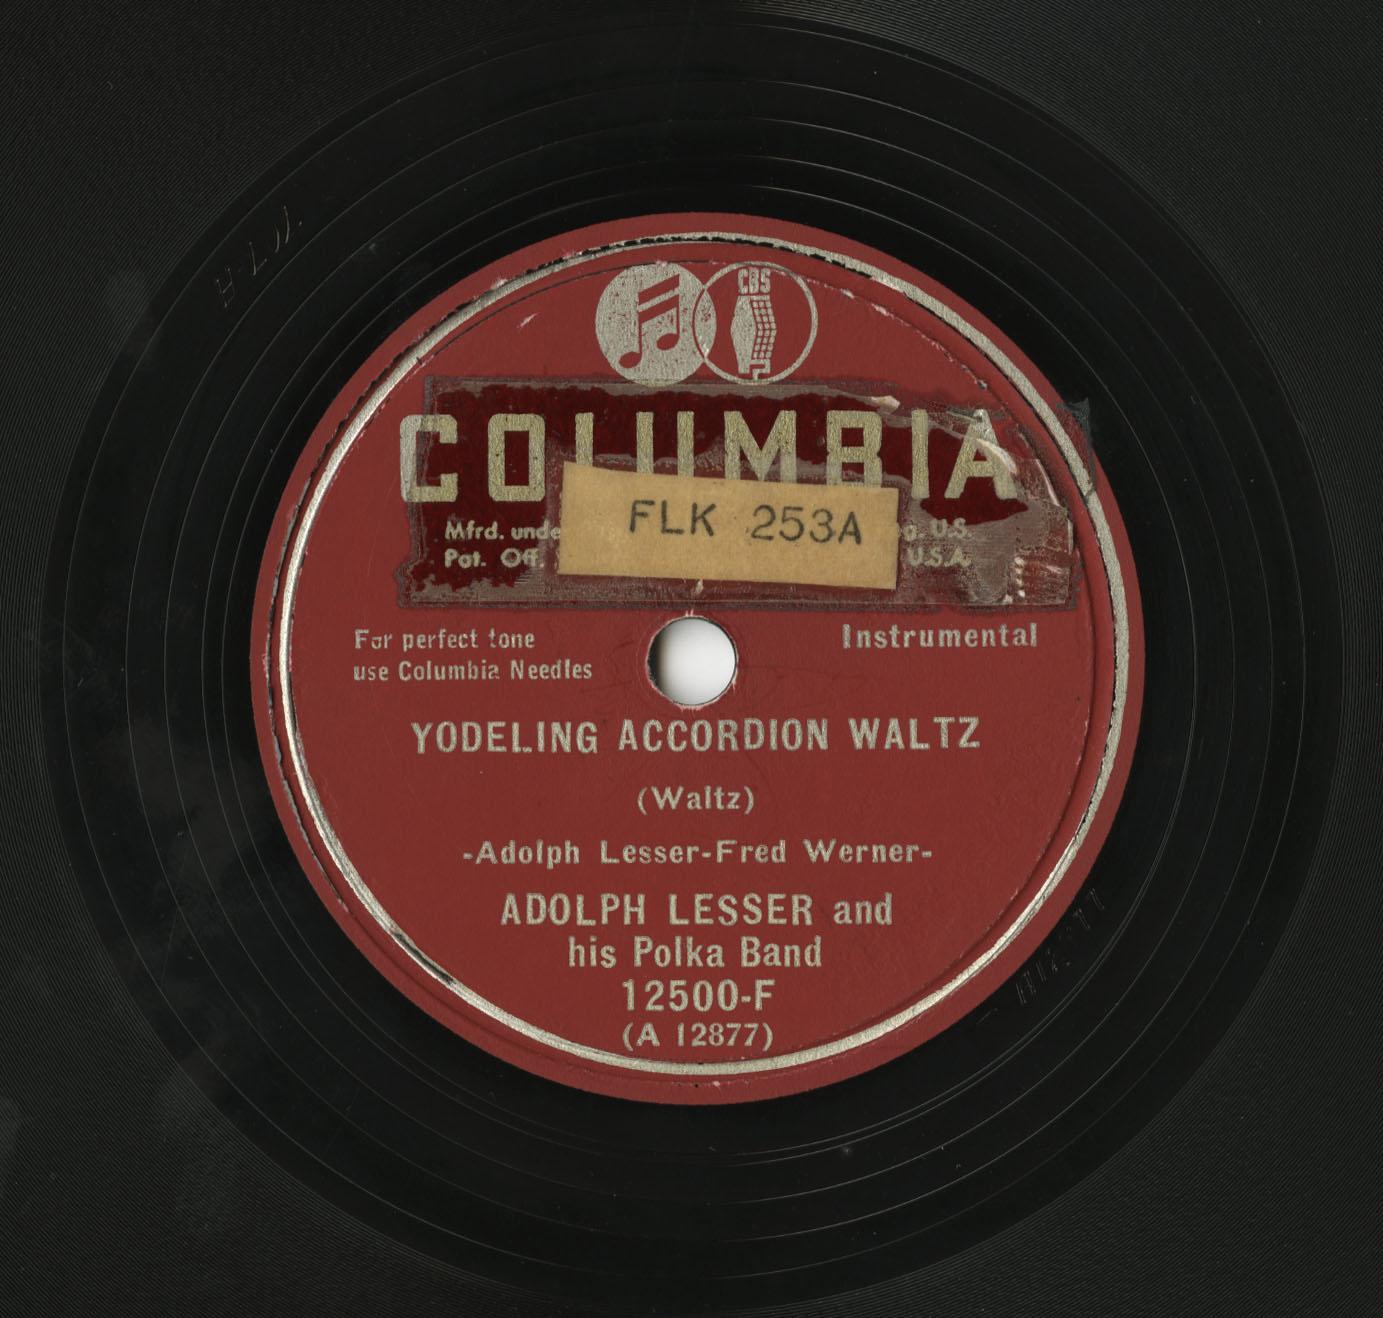 CBS
COLUMBIA
FLK 253A
Mfrd. U.S.
Pat. Off. U.S.A.
For perfect tone
use Columbia Needles
Instrumental
YODELING ACCORDION WALTZ
(Waltz)
-Adolph Lesser-Fred Werner-
ADOLPH LESSER and
his Polka Band
12500-F
(A 12877)